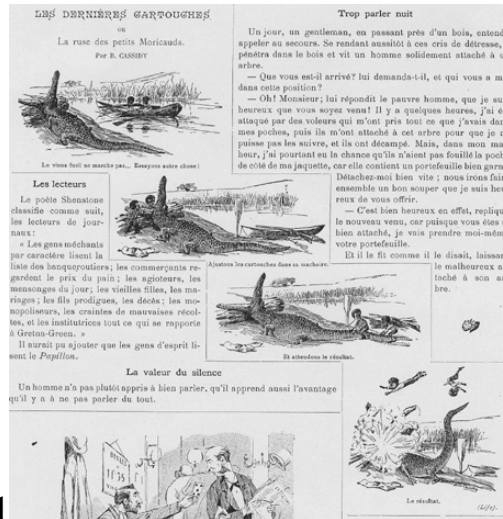 LES DERNIÈRES CARTOUCHES
OU
La ruse des petits Moricauds.
Par B. CASSIDY
Le vieux fusil ne marche pas... Essayons autre chose!
Les lecteurs
Le poète Shenstone
classifie comme suit,
les lecteurs de jour-
naux:
« Les gens méchants
par caractère lisent la
liste des banqueroutiers; les commerçants re-
gardent le prix du pain; les agioteurs, les
mensonges du jour; les vieilles filles, les ma-
riages; les fils prodigues, les décès; les mo-
nopoliseurs, les craintes de mauvaises récol-
tes, et les institutrices tout ce qui se rapporte
à Gretna-Green. »
Il aurait pu ajouter que les gens d'esprit li-
sent le Papillon.
Ajustons les cartouches dans sa machoire.
Et attendons le résultat.
La valeur du silence
Un homme n'a pas plutôt appris à bien parler, qu'il apprend aussi l'avantage
qu'il y a à ne pas parler du tout.
Trop parler nuit
Un jour, un gentleman, en passant près d'un bois, entend
appeler au secours. Se rendant aussitôt à ces cris de détresse,
pénétra dans le bois et vit un homme solidement attaché à u
arbre.
— Que vous est-il arrivé? lui demanda-t-il, et qui vous a m
dans cette position?
— Oh! Monsieur; lui répondit le pauvre homme, que je su
heureux que vous soyez venu! Il y a quelques heures, j'ai é
attaqué par des voleurs qui m'ont pris tout ce que j'avais dan
mes poches, puis ils m'ont attaché à cet arbre pour que je
puisse pas les suivre, et ils ont décampé. Mais, dans mon ma
heur, j'ai pourtant eu la chance qu'ils n'aient pas fouillé la poch
de côté de ma jaquette, car elle contient un portefeuille bien garn
Détachez-moi bien vite; nous irons fair
ensemble un bon souper que je suis heu
reux de vous offrir.
— C'est bien heureux en effet, repliqu
le nouveau venu, car puisque vous êtes
bien attaché, je vais prendre moi-mêm
votre portefeuille.
Et il le fit comme il le disait, laissan
le malheureux a
taché à son a
bre.
Le résultat.
(Life).